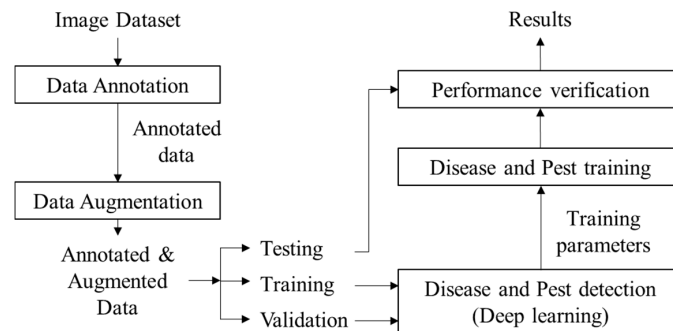 Image Dataset
Data Annotation
Annotated
data
Data Augmentation
Annotated &
Augmented
Data
Testing
Training
Validation
Results
Performance verification
Disease and Pest training
Training
parameters
Disease and Pest detection
(Deep learning)